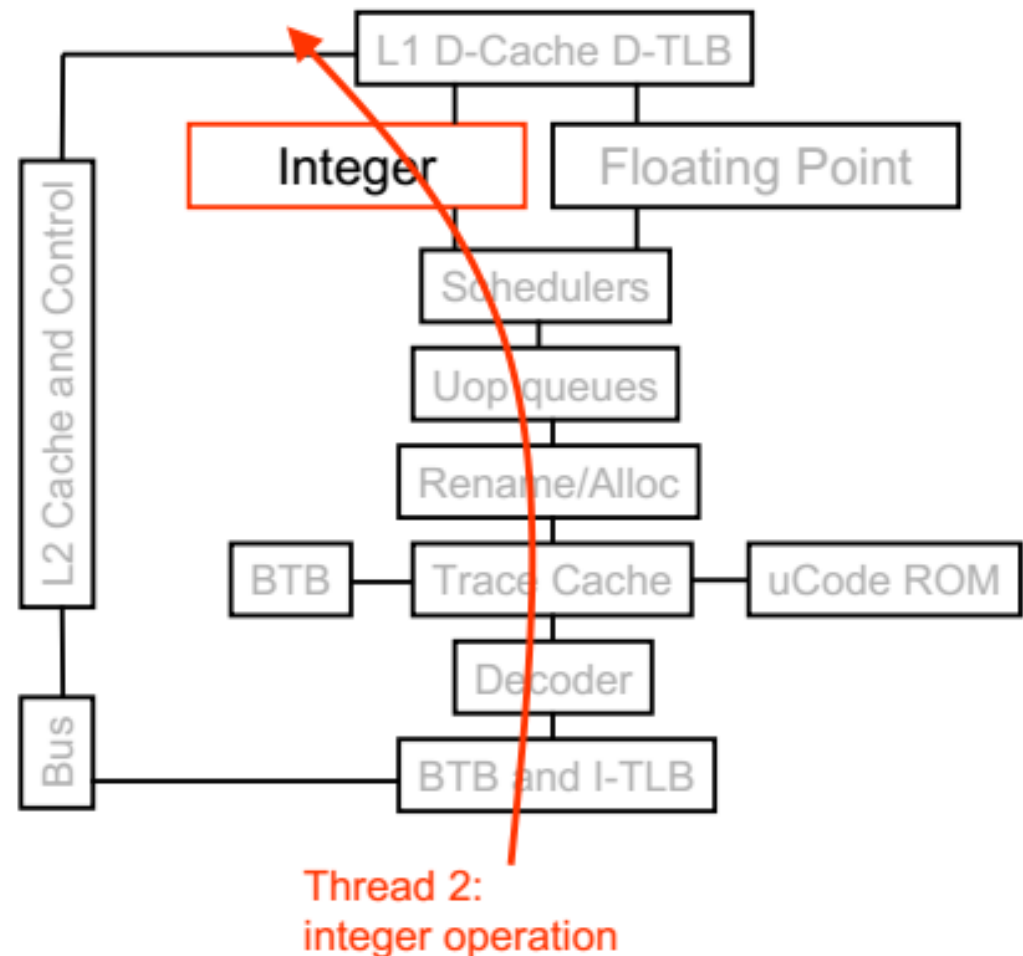 L1 D-Cache D-TLB
Integer
Floating Point
L2 Cache and Control
Schedulers
Uop queues
Rename/Alloc
BTB
Trace Cache
uCode ROM
Decoder
Bus
BTB and I-TLB
Thread 2:
integer operation